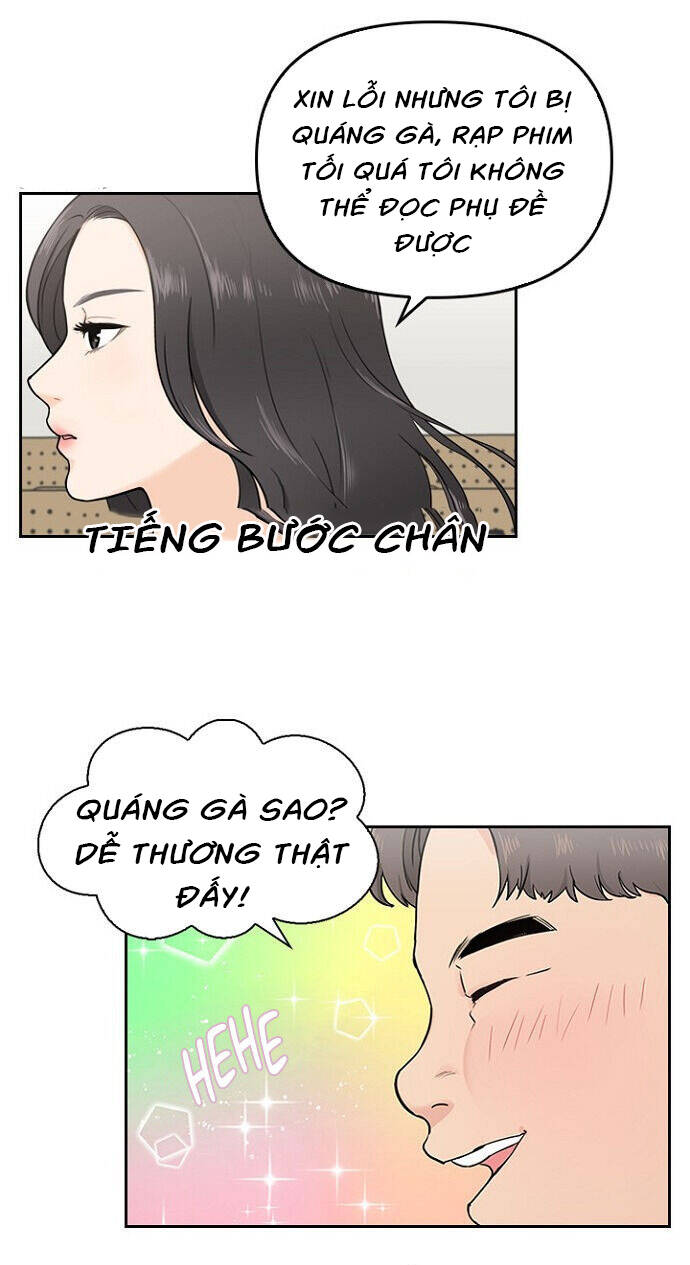 XIN LỖI NHƯNG TÔI BỊ
QUÁNG GÀ, RẠP PHIM
TỐI QUÁ TÔI KHÔNG
THỂ ĐỌC PHỤ ĐỀ
ĐƯỢC
TIẾNG BƯỚC CHÂN
QUÁNG GÀ SAO?
DỄ THƯƠNG THẬT
ĐẤY!
HEHE